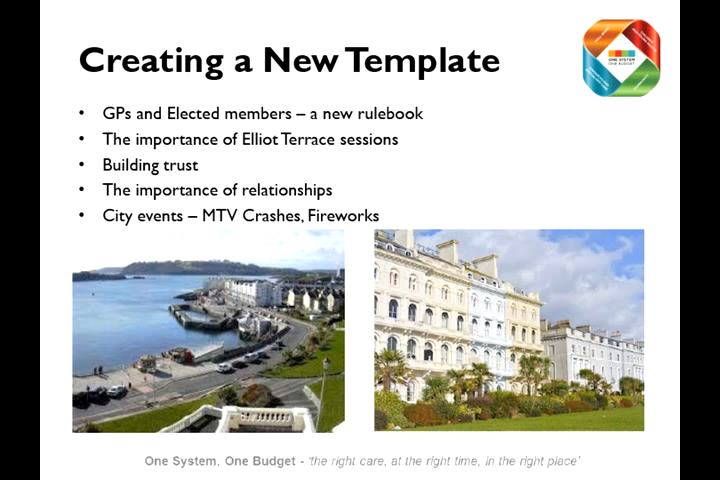 Creating a New Template
ONE SYSTEM
ONE BUDGET
• GPs and Elected members – a new rulebook
• The importance of Elliot Terrace sessions
• Building trust
• The importance of relationships
• City events – MTV Crashes, Fireworks
One System, One Budget - ‘the right care, at the right time, in the right place’